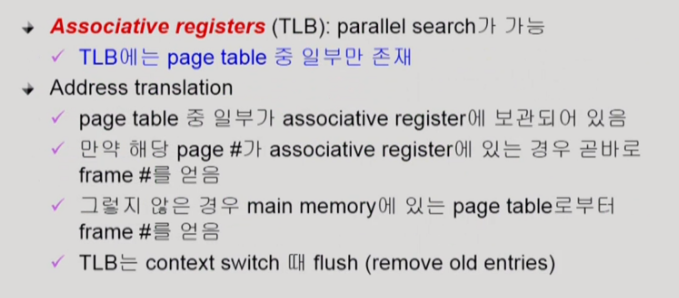 Associative registers (TLB): parallel search가 가능
TLB에는 page table 중 일부만 존재
Address translation
page table 중 일부가 associative register에 보관되어 있음
만약 해당 page #가 associative register에 있는 경우 곧바로
frame #를 얻음
그렇지 않은 경우 main memory에 있는 page table로부터
frame #를 얻음
TLB는 context switch 때 flush (remove old entries)